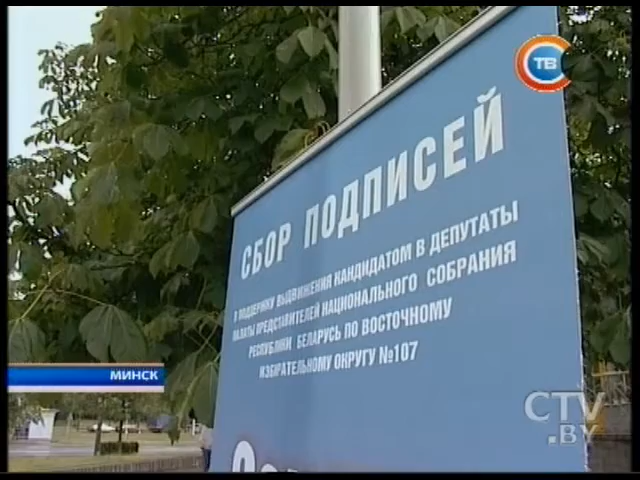 СТВ
СБОР ПОДПИСЕЙ
В ПОДДЕРЖКУ ВЫДВИЖЕНИЯ КАНДИДАТОМ В ДЕПУТАТЫ
ПАЛАТЫ ПРЕДСТАВИТЕЛЕЙ НАЦИОНАЛЬНОГО СОБРАНИЯ
РЕСПУБЛИКИ БЕЛАРУСЬ ПО ВОСТОЧНОМУ
ИЗБИРАТЕЛЬНОМУ ОКРУГУ №107
МИНСК
CTV
.BY